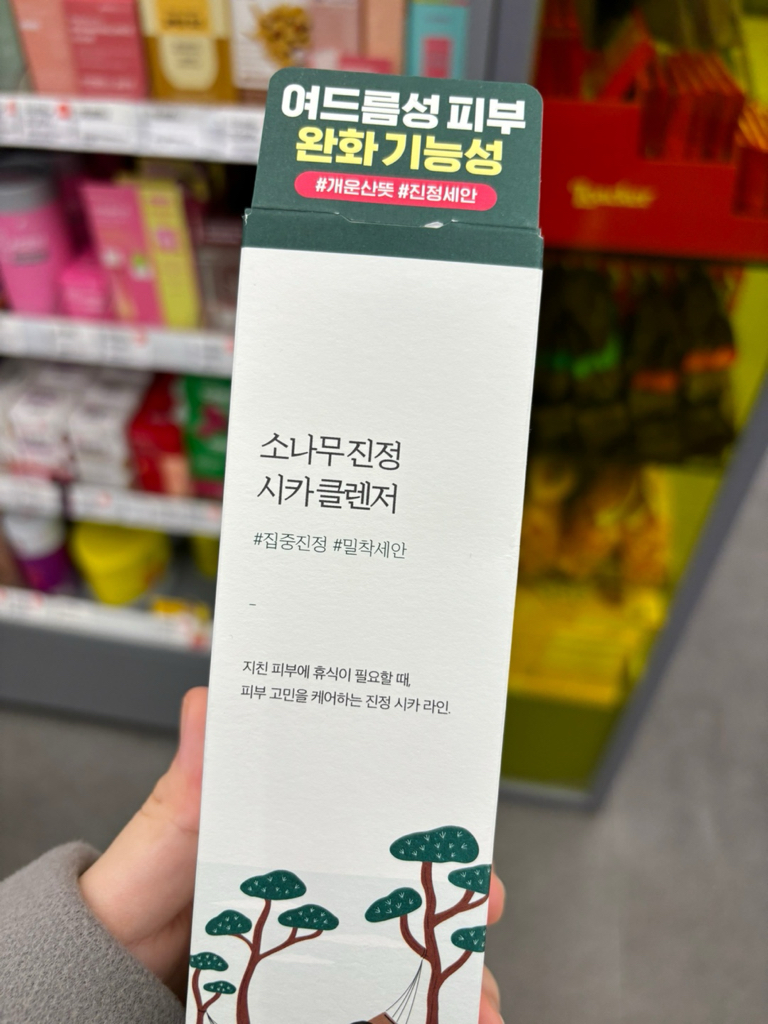 여드름성 피부
완화 기능성
#개운산뜻 #진정세안
소나무 진정
시카 클렌저
#집중진정 #밀착세안
지친 피부에 휴식이 필요할 때,
피부 고민을 케어하는 진정 시카 라인.